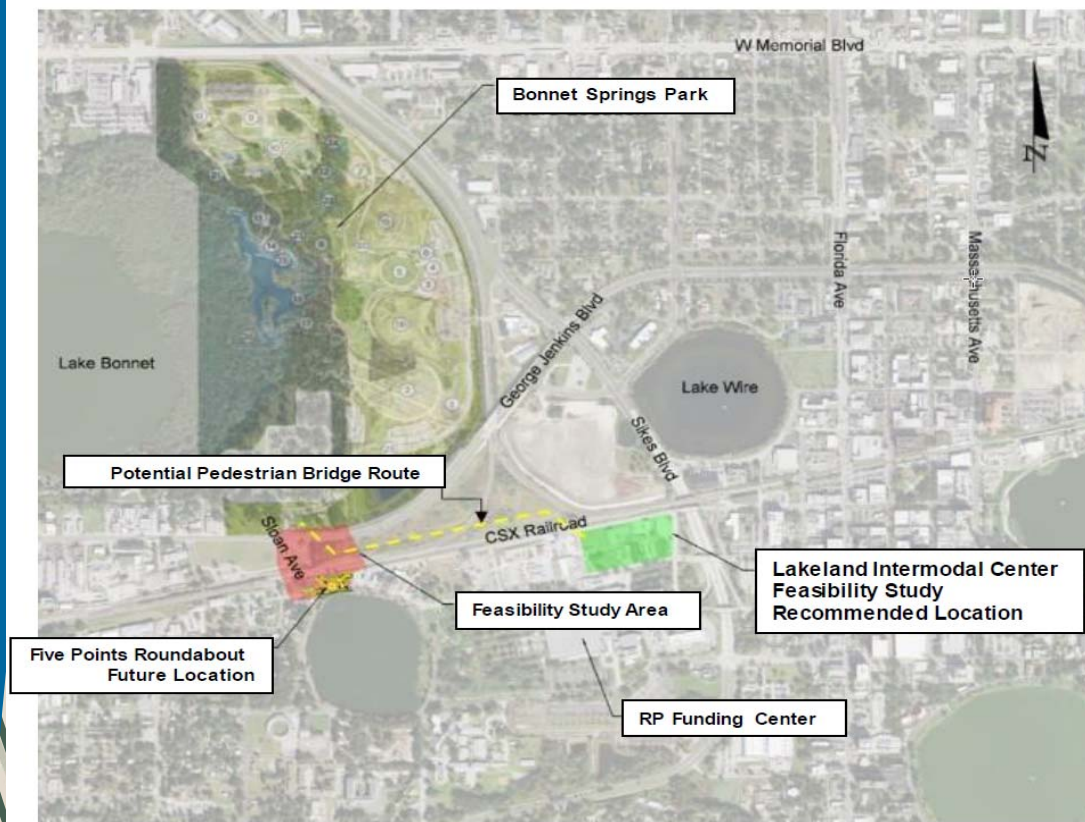 W Memorial Blvd
Bonnet Springs Park
N
Florida Ave
Massachusetts Ave
George Jenkins Blvd
Lake Bonnet
Lake Wire
Sikes Blvd
Potential Pedestrian Bridge Route
Sloan Ave
CSX Railroad
Lakeland Intermodal Center
Feasibility Study
Recommended Location
Feasibility Study Area
Five Points Roundabout
Future Location
RP Funding Center